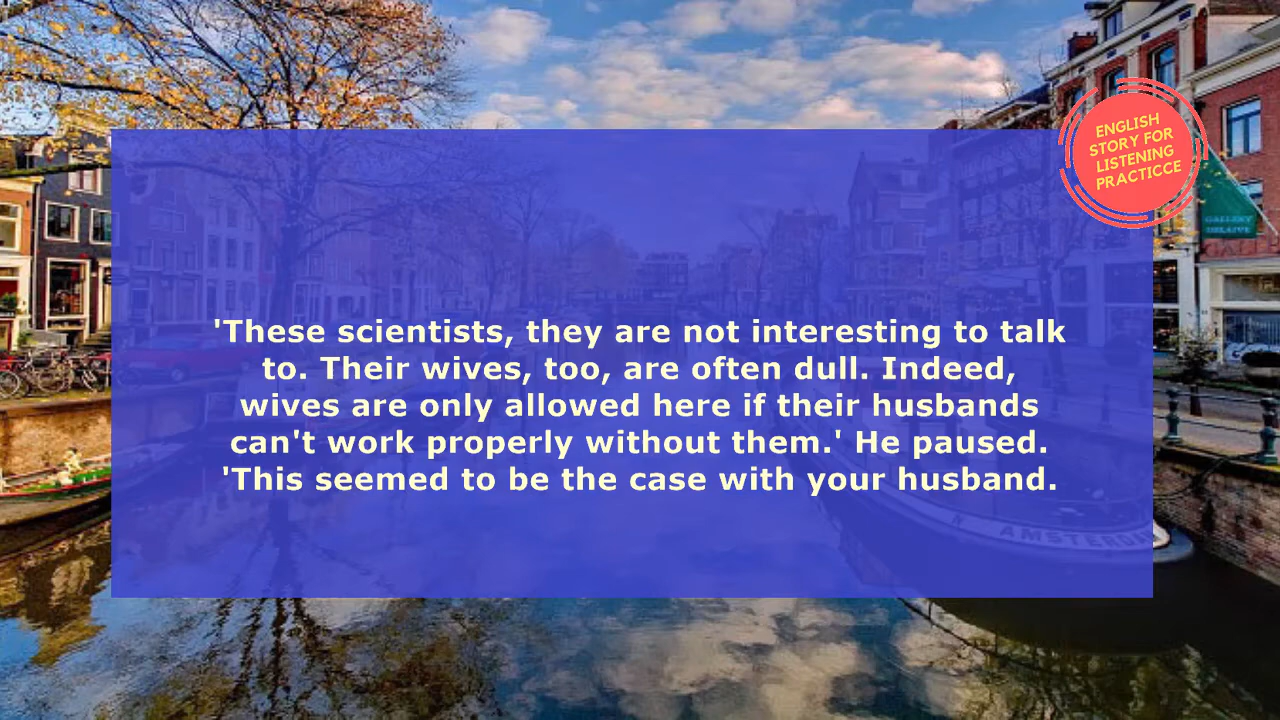 ENGLISH
STORY FOR
LISTENING
PRACTICCE
GALLERY
'These scientists, they are not interesting to talk
to. Their wives, too, are often dull. Indeed,
wives are only allowed here if their husbands
can't work properly without them.' He paused.
'This seemed to be the case with your husband.
AMSTERDAM